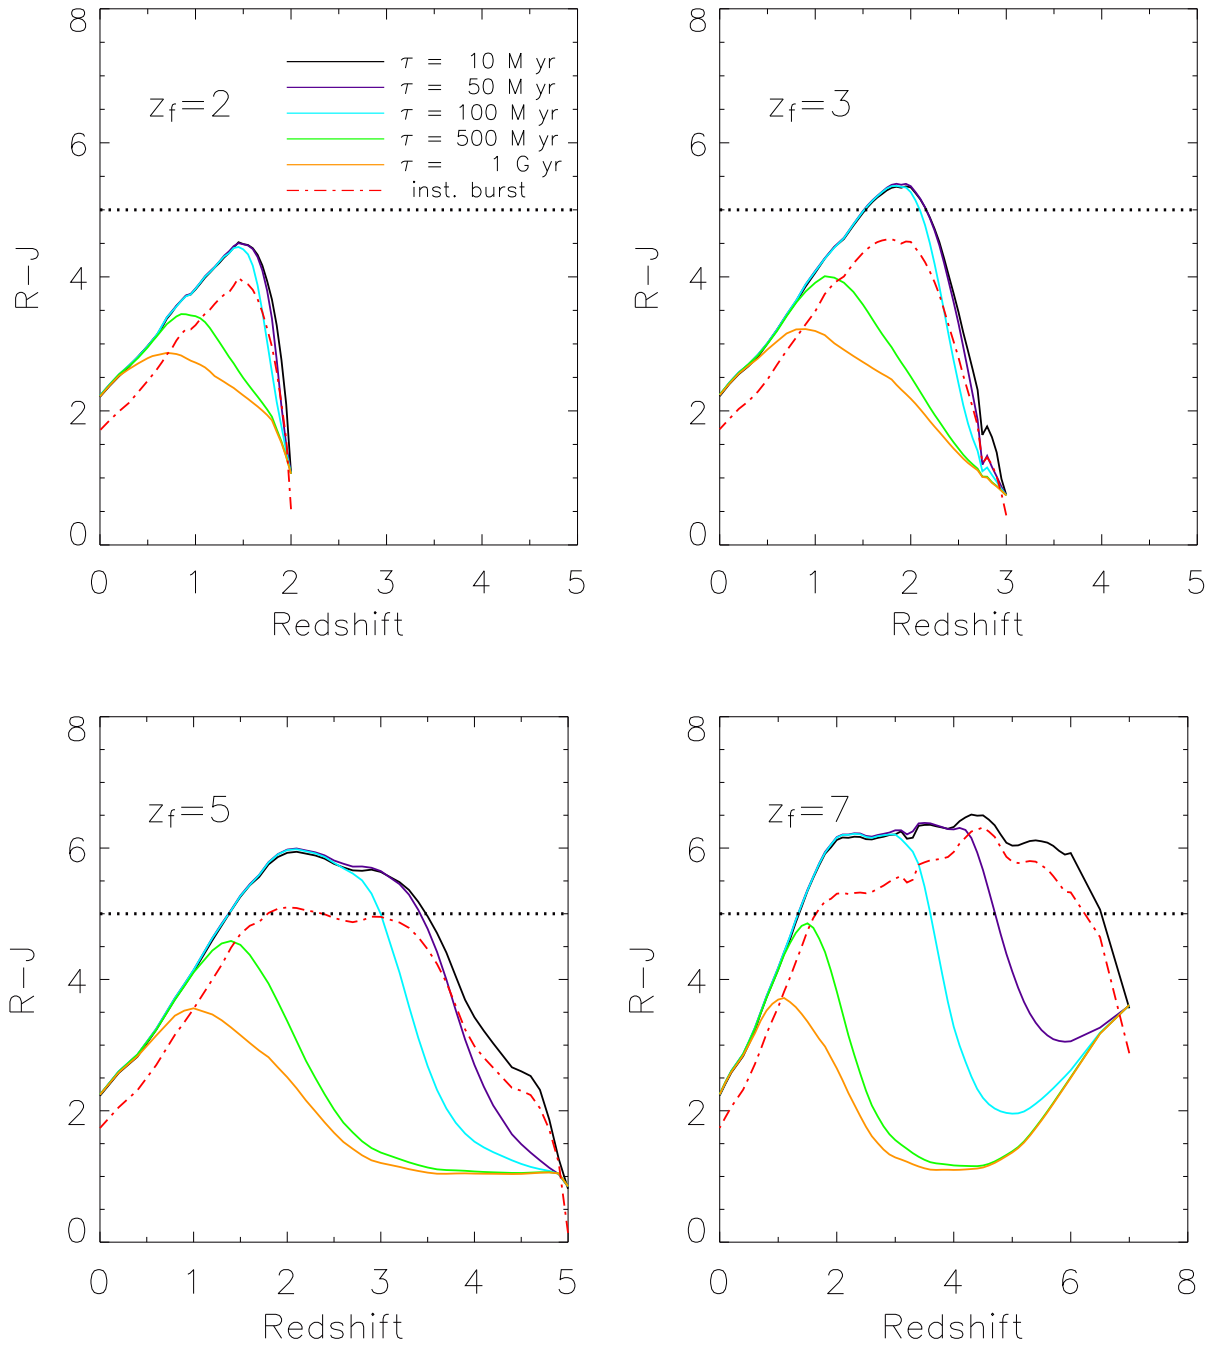 8
6
4
2
0
R-J
z_f=2
τ = 10 M yr
τ = 50 M yr
τ = 100 M yr
τ = 500 M yr
τ = 1 G yr
inst. burst
0 1 2 3 4 5
Redshift
8
6
4
2
0
R-J
z_f=3
0 1 2 3 4 5
Redshift
8
6
4
2
0
R-J
z_f=5
0 1 2 3 4 5
Redshift
8
6
4
2
0
R-J
z_f=7
0 2 4 6 8
Redshift